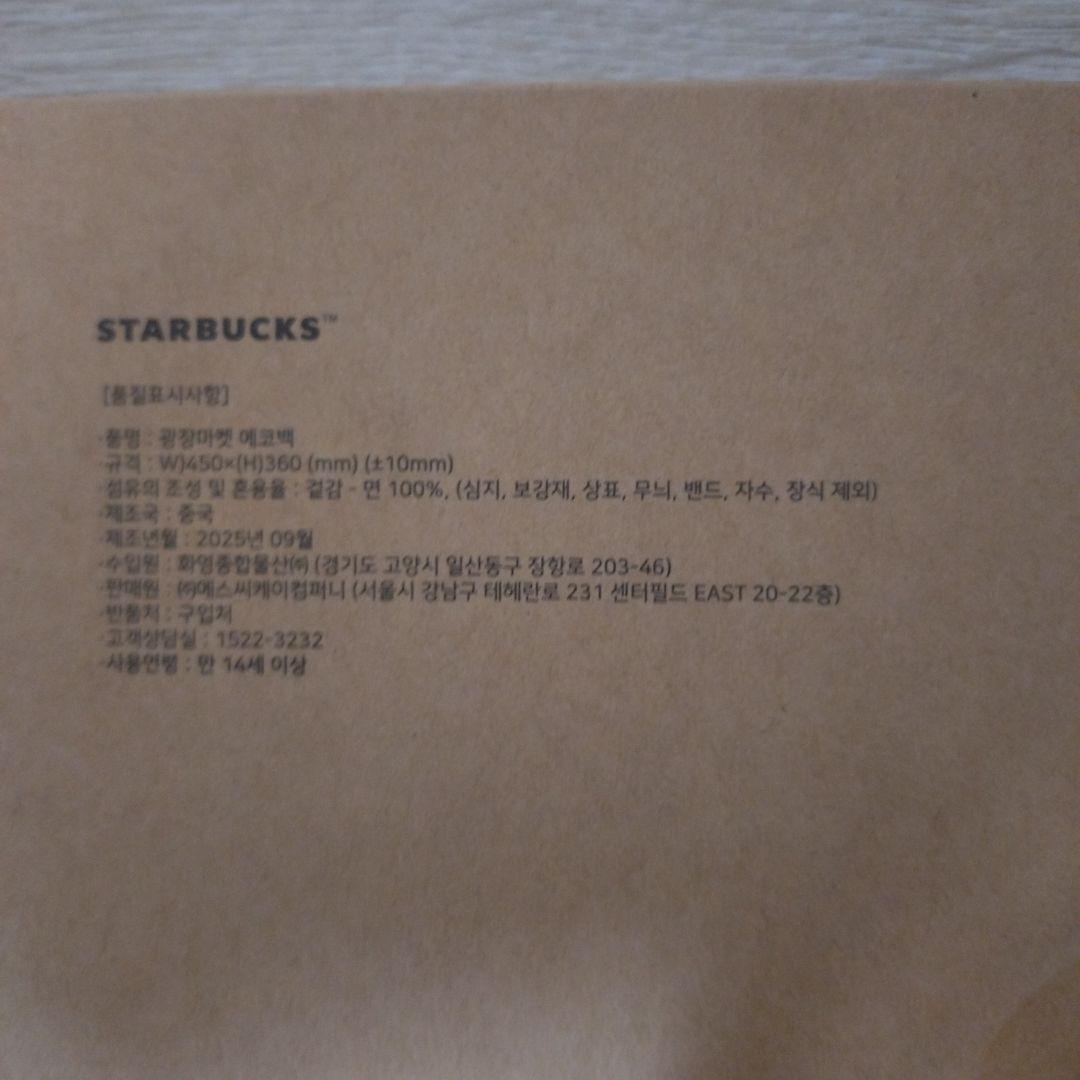 STARBUCKS™
[품질표시사항]
·품명 : 광장마켓 에코백
·규격 : W)450×(H)360 (mm) (±10mm)
·섬유의 조성 및 혼용율 : 겉감 - 면 100%, (심지, 보강재, 상표, 무늬, 밴드, 자수, 장식 제외)
·제조국 : 중국
·제조년월 : 2025년 09월
·수입원 : 화영종합물산㈜ (경기도 고양시 일산동구 장항로 203-46)
·판매원 : ㈜에스씨케이컴퍼니 (서울시 강남구 테헤란로 231 센터필드 EAST 20-22층)
·반품처 : 구입처
·고객상담실 : 1522-3232
·사용연령 : 만 14세 이상